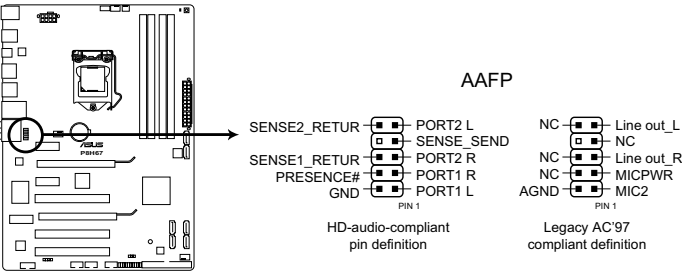 AAFP
SENSE2_RETUR PORT2 L
SENSE_SEND
SENSE1_RETUR PORT2 R
PRESENCE# PORT1 R
GND PORT1 L
PIN 1
HD-audio-compliant
pin definition
NC Line out_L
NC
NC Line out_R
NC MICPWR
AGND MIC2
PIN 1
Legacy AC'97
compliant definition
ASUS
P8H67